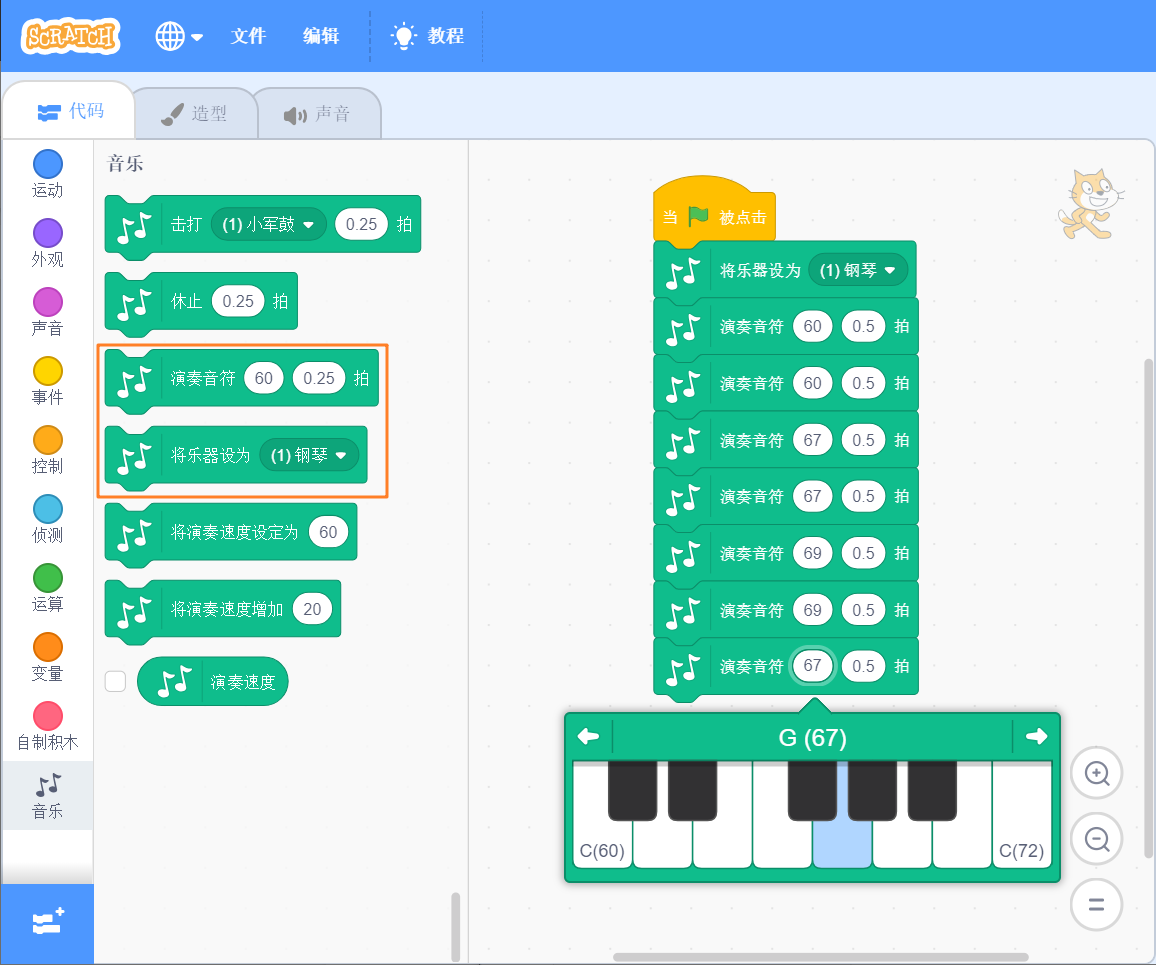 SCRATCH
文件 编辑 教程
代码 造型 声音
运动
外观
声音
事件
控制
侦测
运算
变量
自制积木
音乐
音乐
击打 (1) 小军鼓 0.25 拍
休止 0.25 拍
演奏音符 60 0.25 拍
将乐器设为 (1) 钢琴
将演奏速度设定为 60
将演奏速度增加 20
演奏速度
当 被点击
将乐器设为 (1) 钢琴
演奏音符 60 0.5 拍
演奏音符 60 0.5 拍
演奏音符 67 0.5 拍
演奏音符 67 0.5 拍
演奏音符 69 0.5 拍
演奏音符 69 0.5 拍
演奏音符 67 0.5 拍
G (67)
C(60) C(72)